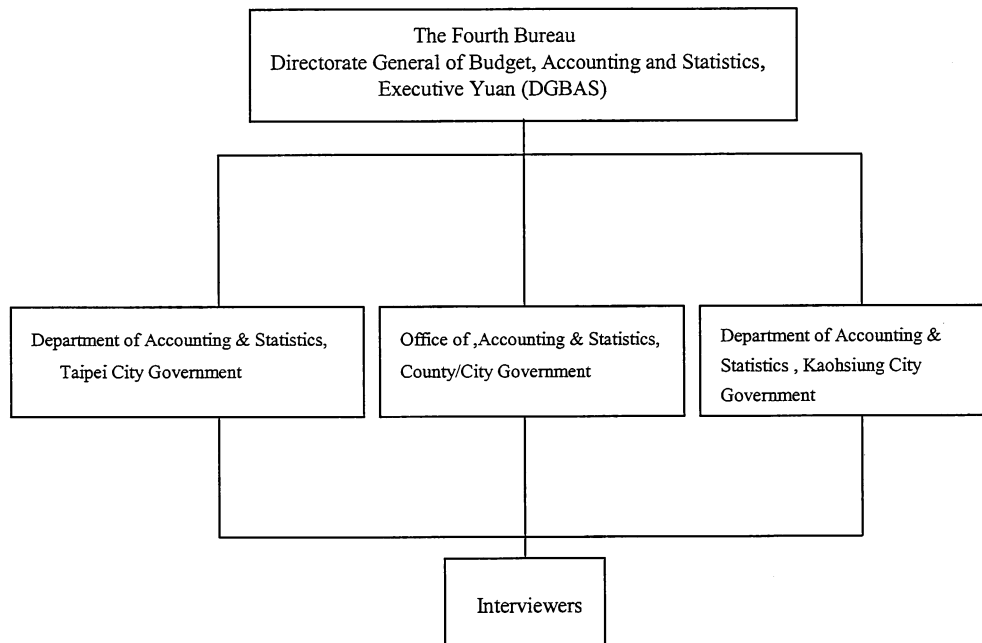 The Fourth Bureau
Directorate General of Budget, Accounting and Statistics,
Executive Yuan (DGBAS)
Department of Accounting & Statistics,
Taipei City Government
Office of ,Accounting & Statistics,
County/City Government
Department of Accounting &
Statistics , Kaohsiung City
Government
Interviewers